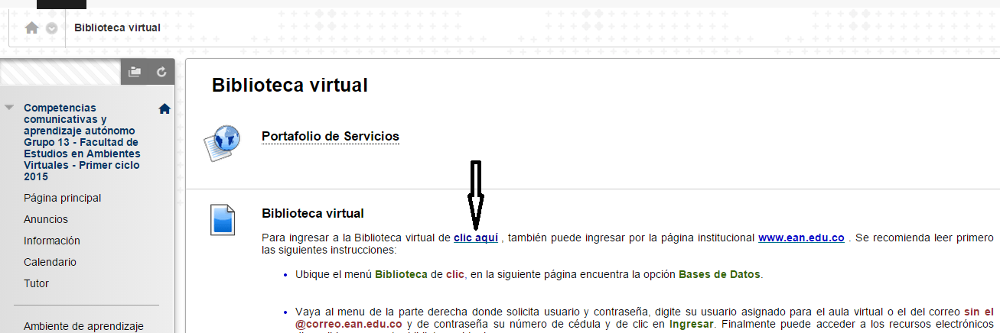 Biblioteca virtual
Competencias
comunicativas y
aprendizaje autónomo
Grupo 13 - Facultad de
Estudios en Ambientes
Virtuales - Primer ciclo
2015
Página principal
Anuncios
Información
Calendario
Tutor
Ambiente de aprendizaje
Biblioteca virtual
Portafolio de Servicios
Biblioteca virtual
Para ingresar a la Biblioteca virtual de clic aquí , también puede ingresar por la página institucional www.ean.edu.co . Se recomienda leer primero
las siguientes instrucciones:
• Ubique el menú Biblioteca de clic, en la siguiente página encuentra la opción Bases de Datos.
• Vaya al menu de la parte derecha donde solicita usuario y contraseña, digite su usuario asignado para el aula virtual o el del correo sin el
@correo.ean.edu.co y de contraseña su número de cédula y de clic en Ingresar. Finalmente puede acceder a los recursos electrónicos